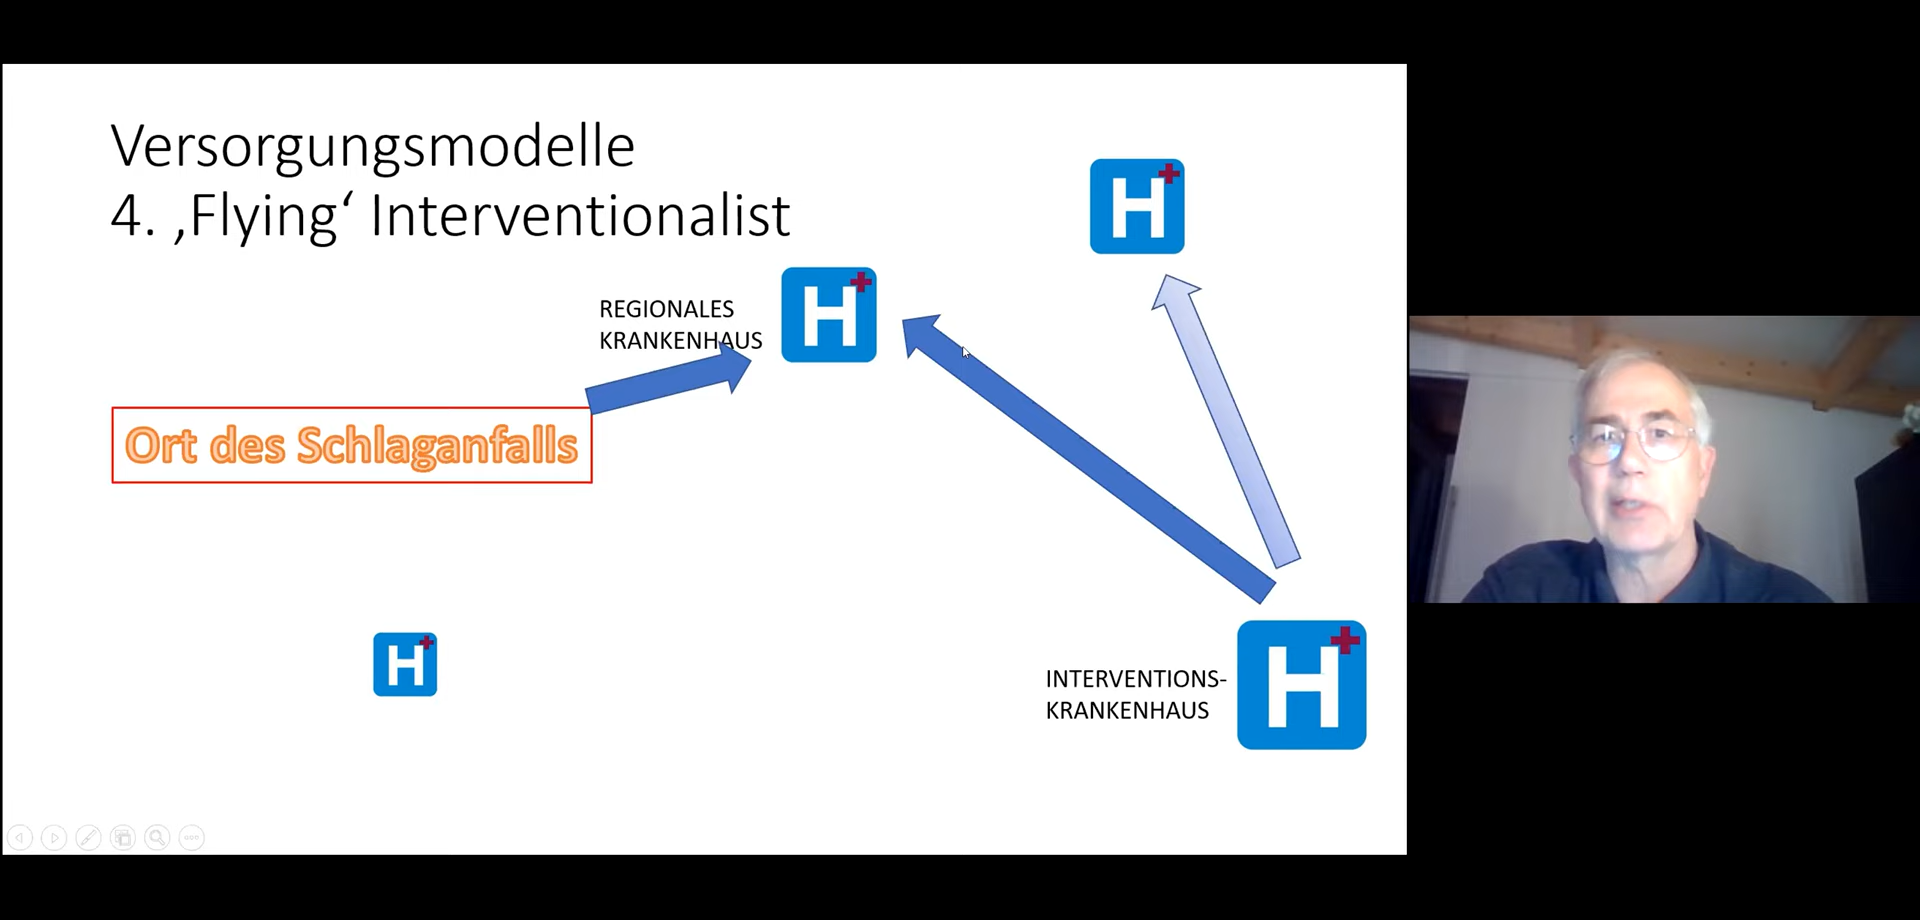 Versorgungsmodelle
4. ‚Flying‘ Interventionalist
H
REGIONALES
KRANKENHAUS
H
Ort des Schlaganfalls
H
INTERVENTIONS-
KRANKENHAUS
H